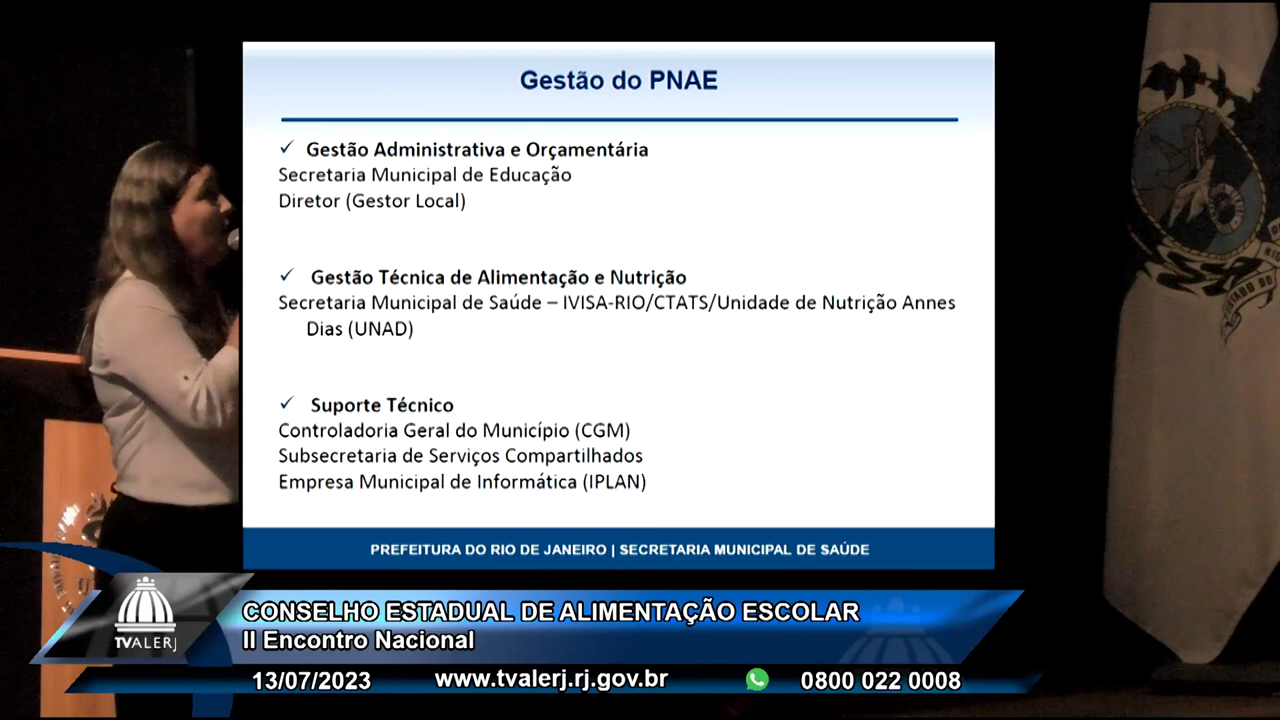 Gestão do PNAE
✓ Gestão Administrativa e Orçamentária
Secretaria Municipal de Educação
Diretor (Gestor Local)
✓ Gestão Técnica de Alimentação e Nutrição
Secretaria Municipal de Saúde – IVISA-RIO/CTATS/Unidade de Nutrição Annes
Dias (UNAD)
✓ Suporte Técnico
Controladoria Geral do Município (CGM)
Subsecretaria de Serviços Compartilhados
Empresa Municipal de Informática (IPLAN)
PREFEITURA DO RIO DE JANEIRO | SECRETARIA MUNICIPAL DE SAÚDE
CONSELHO ESTADUAL DE ALIMENTAÇÃO ESCOLAR
II Encontro Nacional
TVALERJ
13/07/2023 www.tvalerj.rj.gov.br 0800 022 0008